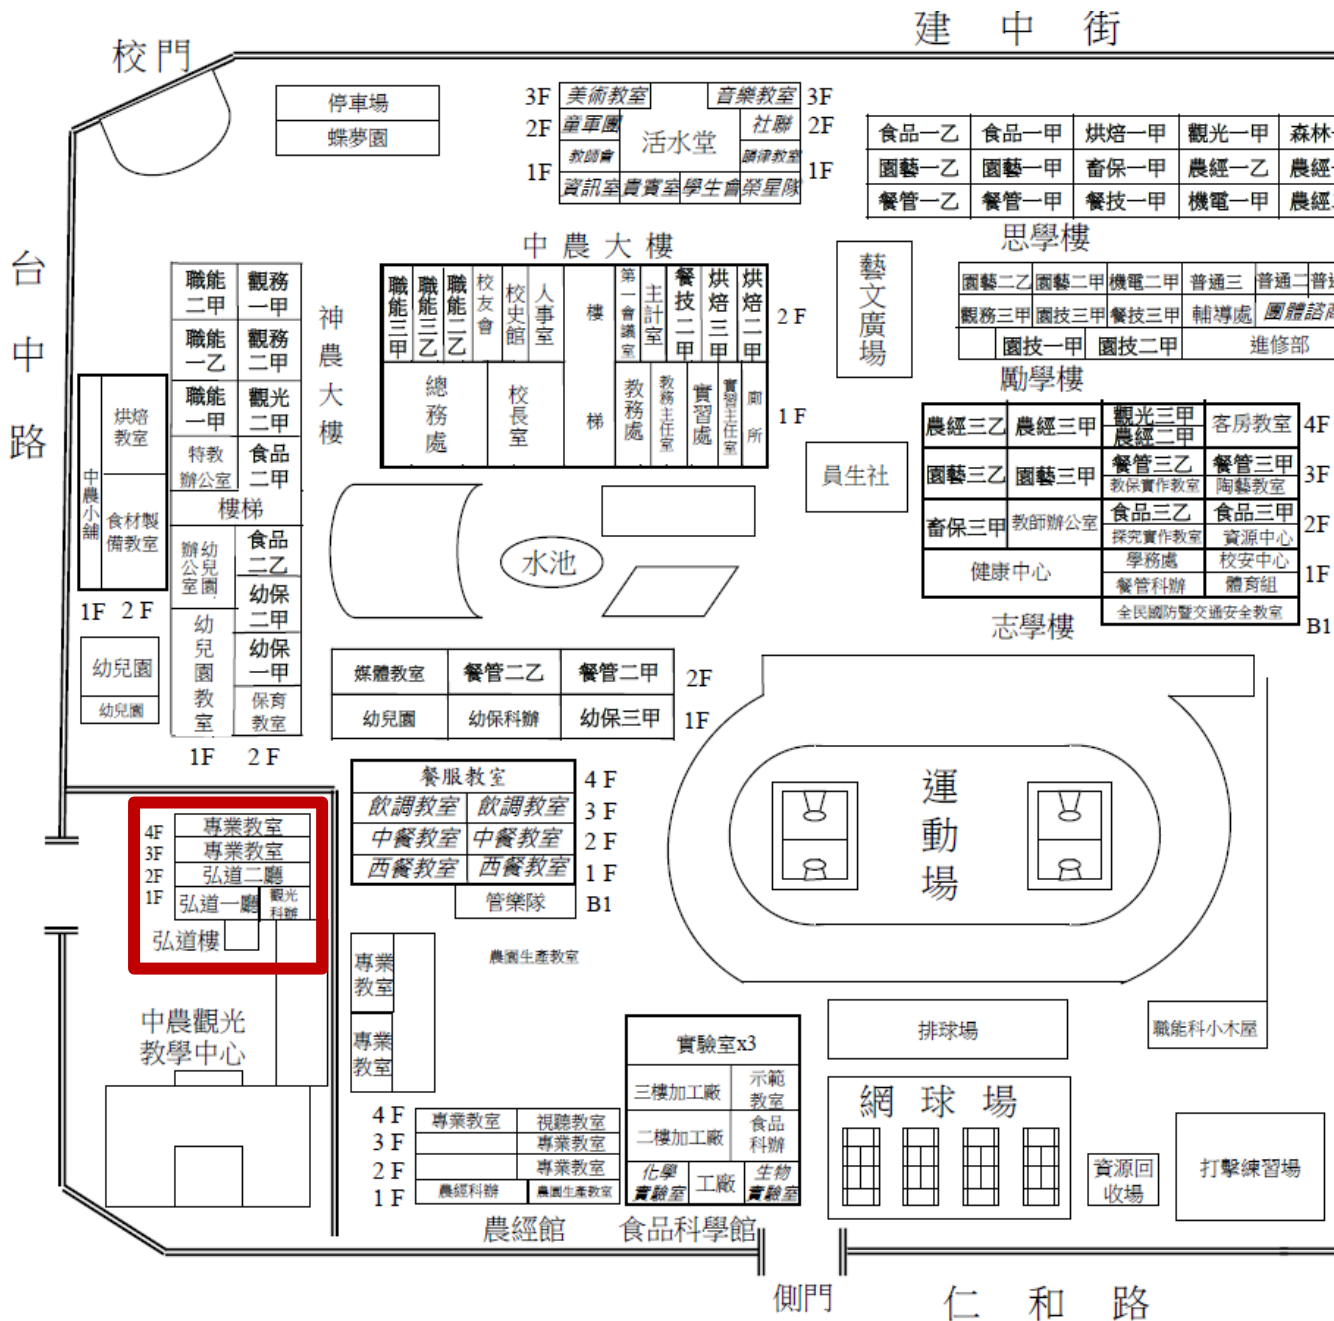 建 中 街
校門
停車場
蝶夢園
3F 美術教室 音樂教室 3F
2F 童軍團 活水堂 社聯 2F
教師會 韻律教室
1F 資訊室 貴賓室 學生會 榮星隊 1F
食品一乙 食品一甲 烘焙一甲 觀光一甲 森林
園藝一乙 園藝一甲 畜保一甲 農經一乙 農經
餐管一乙 餐管一甲 餐技一甲 機電一甲 農經
思學樓
台中路
中農大樓
職能三甲 職能三乙 職能二乙 校友會 校史館 人事室 樓梯 第一會議室 主計室 餐技二甲 烘焙三甲 烘焙二甲 2 F
總務處 校長室 教務處 教務主任室 實習處 實習主任室 廁所 1 F
藝文廣場
園藝二乙 園藝二甲 機電二甲 普通三 普通二 普
觀務三甲 園技三甲 餐技三甲 輔導處 團體諮商
園技一甲 園技二甲 進修部
勵學樓
神農大樓
職能二甲 觀務一甲
職能一乙 觀務二甲
職能一甲 觀光二甲
特教辦公室 食品二甲
樓梯
幼兒園辦公室 食品二乙
幼保二甲
幼兒園教室 幼保一甲
保育教室
1F 2 F
中農小舖 烘焙教室
食材製備教室
1F 2 F
幼兒園
幼兒園
員生社
農經三乙 農經三甲 觀光三甲 農經二甲 客房教室 4F
園藝三乙 園藝三甲 餐管三乙 教保實作教室 餐管三甲 陶藝教室 3F
畜保三甲 教師辦公室 食品三乙 探究實作教室 食品三甲 資源中心 2F
健康中心 學務處 校安中心 1F
餐管科辦 體育組
全民國防暨交通安全教室 B1
志學樓
水池
媒體教室 餐管二乙 餐管二甲 2F
幼兒園 幼保科辦 幼保三甲 1F
餐服教室 4 F
飲調教室 飲調教室 3 F
中餐教室 中餐教室 2 F
西餐教室 西餐教室 1 F
管樂隊 B1
運動場
4F 專業教室
3F 專業教室
2F 弘道二廳
1F 弘道一廳 觀光科辦
弘道樓
中農觀光
教學中心
專業教室
專業教室
農園生產教室
排球場
職能科小木屋
實驗室x3
三樓加工廠 示範教室
二樓加工廠 食品科辦
化學實驗室 工廠 生物實驗室
食品科學館
4 F 專業教室 視聽教室
3 F 專業教室
2 F 專業教室
1 F 農經科辦 農園生產教室
農經館
網球場
資源回收場
打擊練習場
側門
仁 和 路